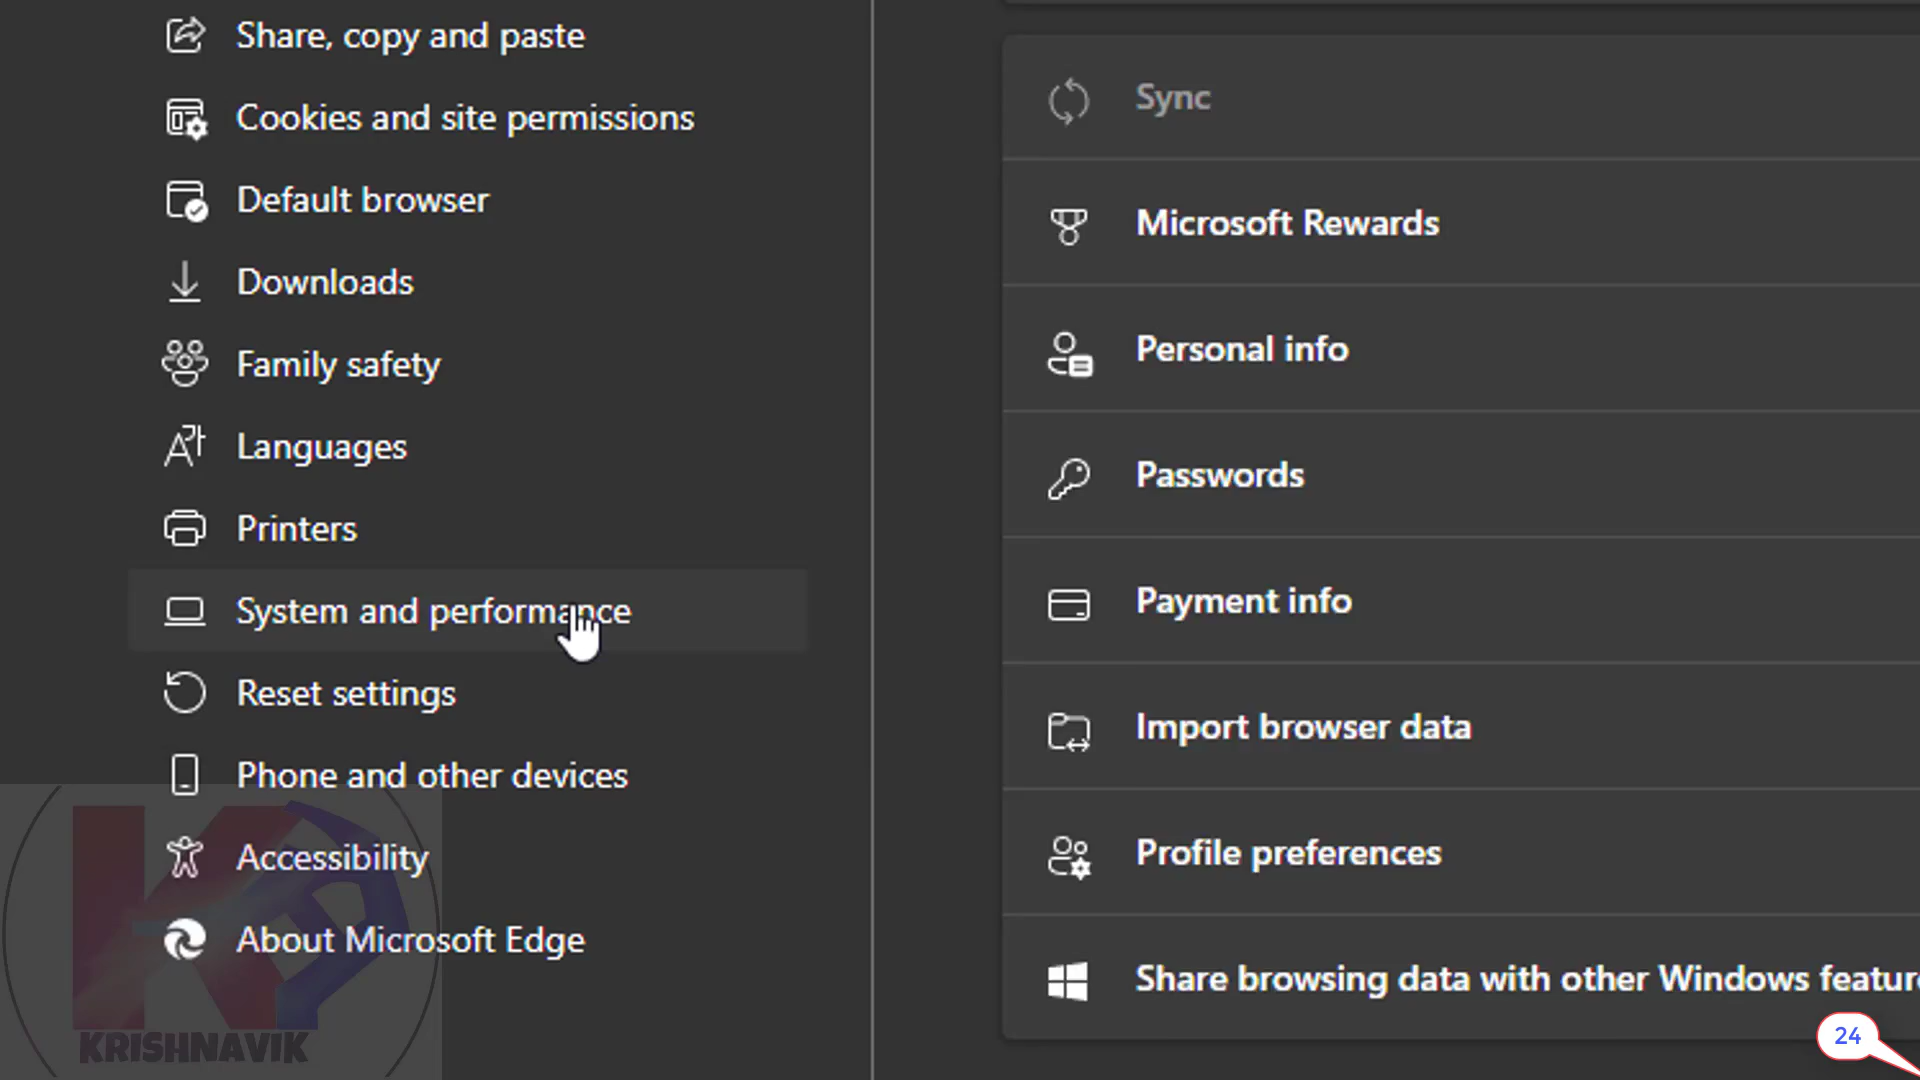 Share, copy and paste
Cookies and site permissions
Default browser
Downloads
Family safety
Languages
Printers
System and performance
Reset settings
Phone and other devices
Accessibility
About Microsoft Edge
KRISHNAVIK
Sync
Microsoft Rewards
Personal info
Passwords
Payment info
Import browser data
Profile preferences
Share browsing data with other Windows feature
24